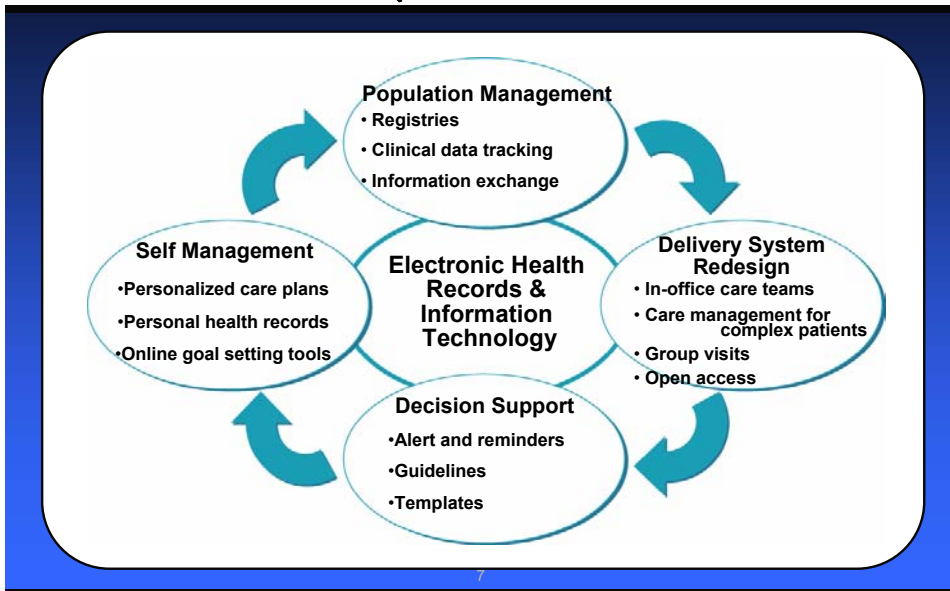 Population Management
• Registries
• Clinical data tracking
• Information exchange
Self Management
•Personalized care plans
•Personal health records
•Online goal setting tools
Electronic Health
Records &
Information
Technology
Delivery System
Redesign
• In-office care teams
• Care management for
complex patients
• Group visits
• Open access
Decision Support
•Alert and reminders
•Guidelines
•Templates
7